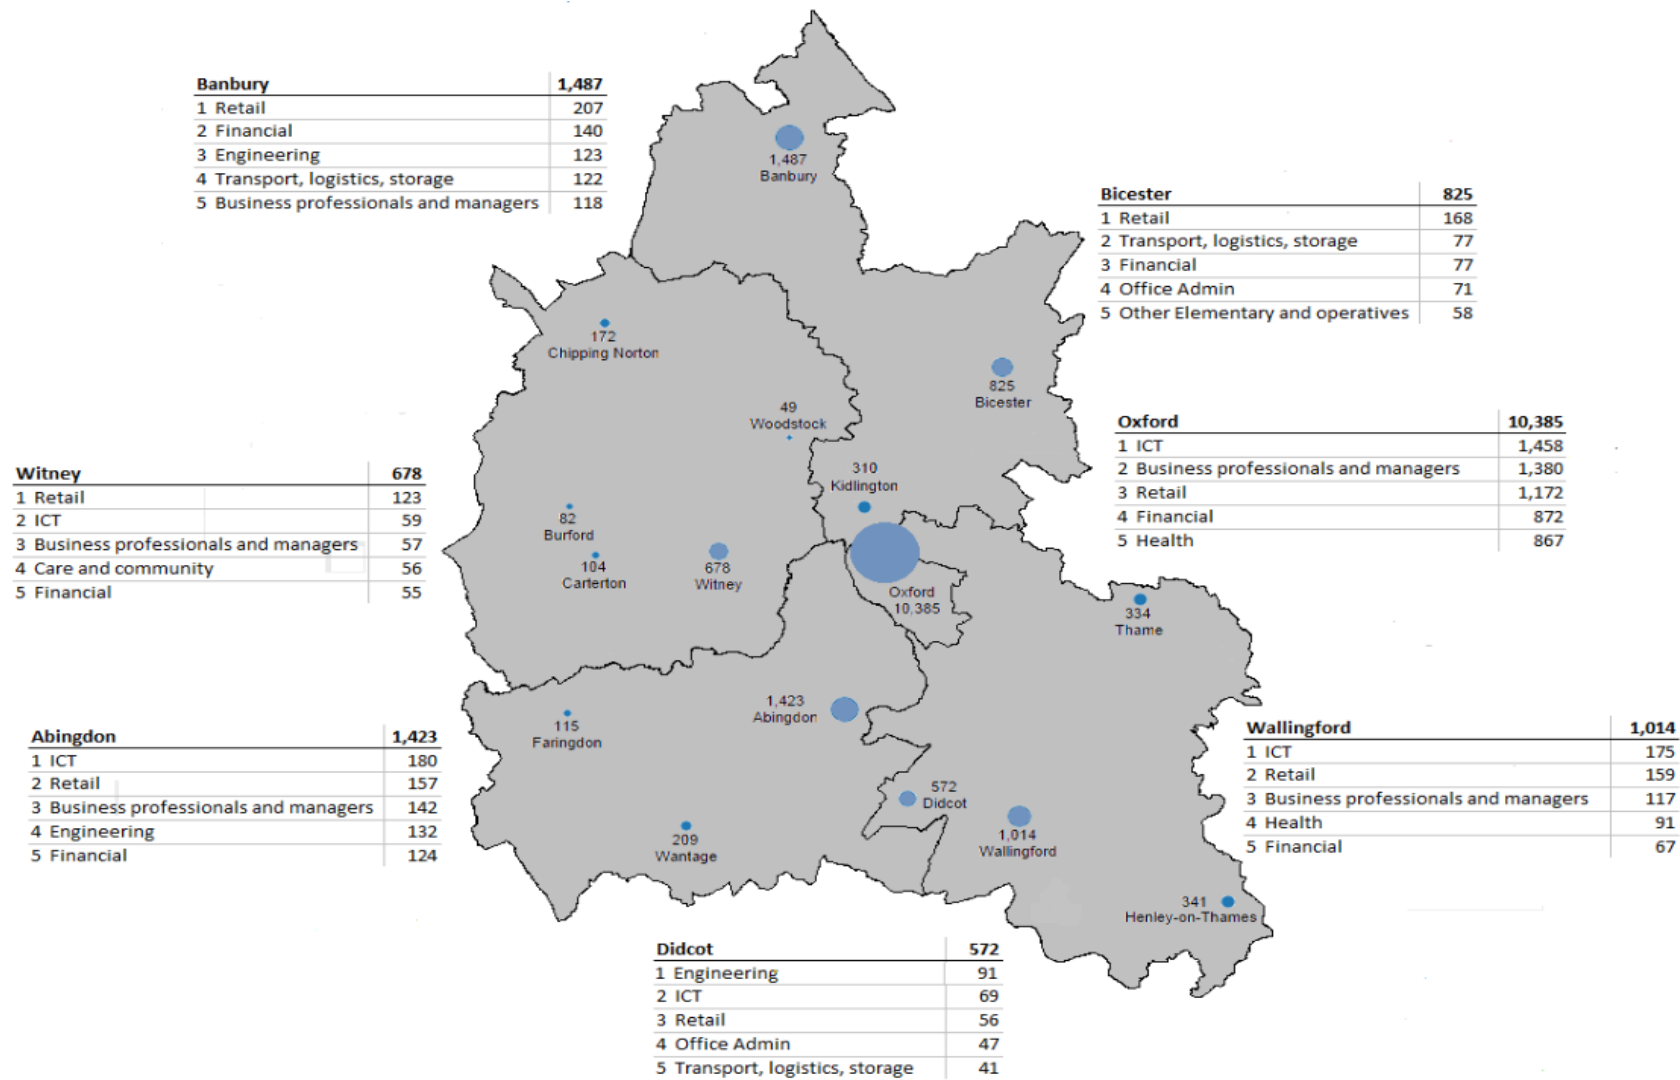 Banbury 1,487
1 Retail 207
2 Financial 140
3 Engineering 123
4 Transport, logistics, storage 122
5 Business professionals and managers 118
1,487
Banbury
Bicester 825
1 Retail 168
2 Transport, logistics, storage 77
3 Financial 77
4 Office Admin 71
5 Other Elementary and operatives 58
172
Chipping Norton
825
Bicester
49
Woodstock
Oxford 10,385
1 ICT 1,458
2 Business professionals and managers 1,380
3 Retail 1,172
4 Financial 872
5 Health 867
310
Kidlington
Witney 678
1 Retail 123
2 ICT 59
3 Business professionals and managers 57
4 Care and community 56
5 Financial 55
82
Burford
104
Carterton
678
Witney
Oxford
10,385
334
Thame
1,423
Abingdon
115
Faringdon
Abingdon 1,423
1 ICT 180
2 Retail 157
3 Business professionals and managers 142
4 Engineering 132
5 Financial 124
Wallingford 1,014
1 ICT 175
2 Retail 159
3 Business professionals and managers 117
4 Health 91
5 Financial 67
572
Didcot
209
Wantage
1,014
Wallingford
341
Henley-on-Thames
Didcot 572
1 Engineering 91
2 ICT 69
3 Retail 56
4 Office Admin 47
5 Transport, logistics, storage 41